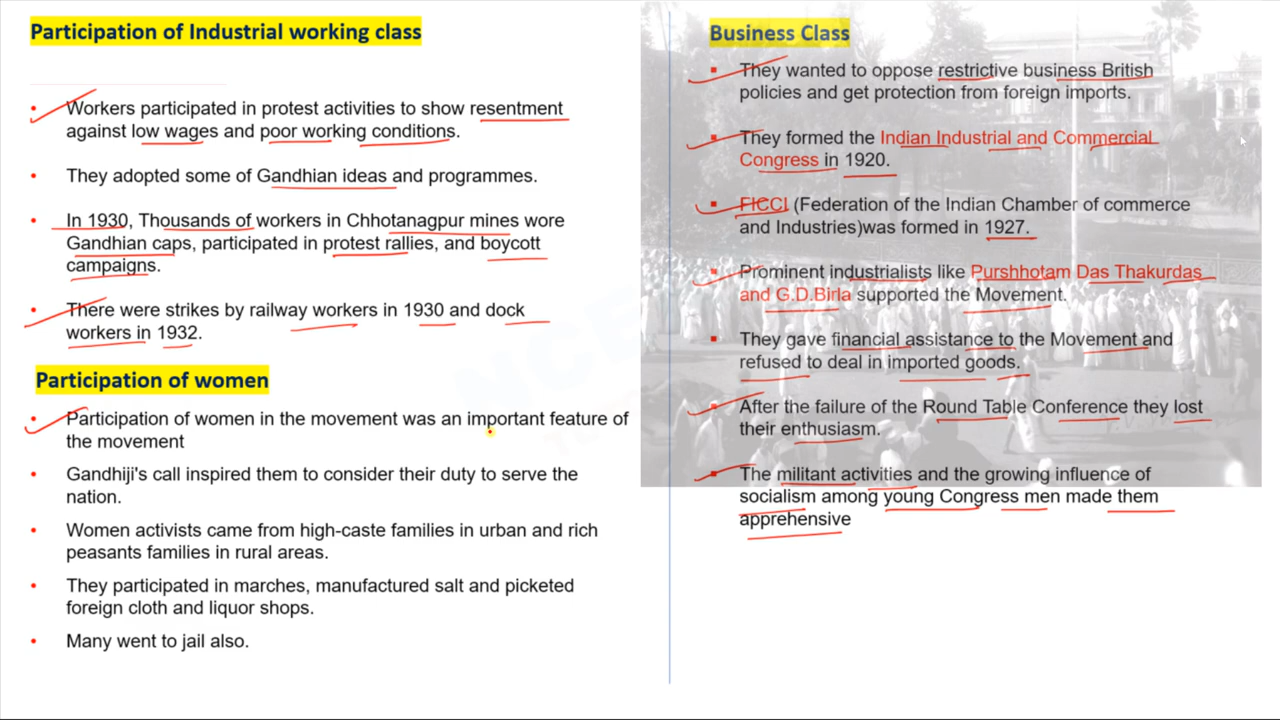 Participation of Industrial working class
• Workers participated in protest activities to show resentment
against low wages and poor working conditions.
• They adopted some of Gandhian ideas and programmes.
• In 1930, Thousands of workers in Chhotanagpur mines wore
Gandhian caps, participated in protest rallies, and boycott
campaigns.
• There were strikes by railway workers in 1930 and dock
workers in 1932.
Participation of women
• Participation of women in the movement was an important feature of
the movement
• Gandhiji's call inspired them to consider their duty to serve the
nation.
• Women activists came from high-caste families in urban and rich
peasants families in rural areas.
• They participated in marches, manufactured salt and picketed
foreign cloth and liquor shops.
• Many went to jail also.
Business Class
▪ They wanted to oppose restrictive business British
policies and get protection from foreign imports.
▪ They formed the Indian Industrial and Commercial
Congress in 1920.
▪ FICCI (Federation of the Indian Chamber of commerce
and Industries)was formed in 1927.
▪ Prominent industrialists like Purshhotam Das Thakurdas
and G.D.Birla supported the Movement.
▪ They gave financial assistance to the Movement and
refused to deal in imported goods.
▪ After the failure of the Round Table Conference they lost
their enthusiasm.
▪ The militant activities and the growing influence of
socialism among young Congress men made them
apprehensive